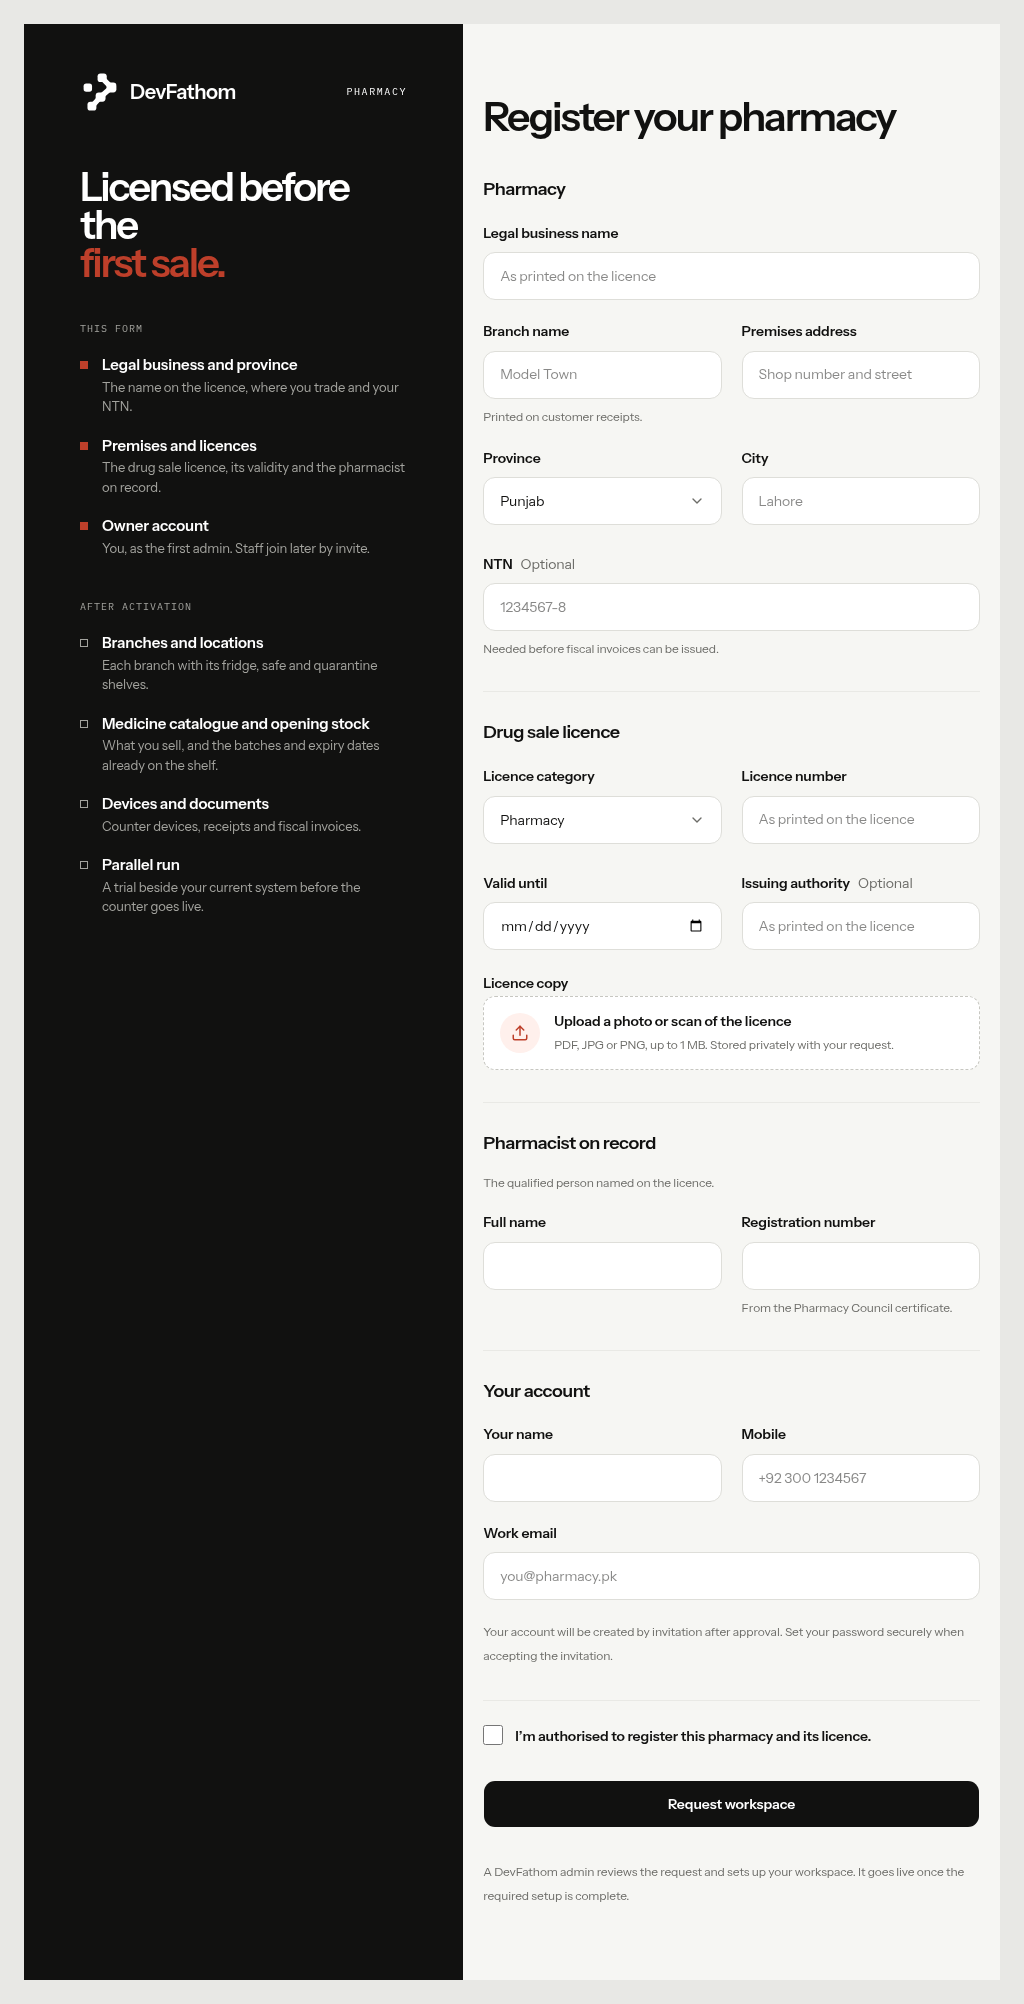 DevFathom
PHARMACY
Licensed before
the
first sale.
THIS FORM
Legal business and province
The name on the licence, where you trade and your
NTN.
Premises and licences
The drug sale licence, its validity and the pharmacist
on record.
Owner account
You, as the first admin. Staff join later by invite.
AFTER ACTIVATION
Branches and locations
Each branch with its fridge, safe and quarantine
shelves.
Medicine catalogue and opening stock
What you sell, and the batches and expiry dates
already on the shelf.
Devices and documents
Counter devices, receipts and fiscal invoices.
Parallel run
A trial beside your current system before the
counter goes live.
Register your pharmacy
Pharmacy
Legal business name
As printed on the licence
Branch name
Model Town
Printed on customer receipts.
Premises address
Shop number and street
Province
Punjab
City
Lahore
NTN Optional
1234567-8
Needed before fiscal invoices can be issued.
Drug sale licence
Licence category
Pharmacy
Licence number
As printed on the licence
Valid until
mm/dd/yyyy
Issuing authority Optional
As printed on the licence
Licence copy
Upload a photo or scan of the licence
PDF, JPG or PNG, up to 1 MB. Stored privately with your request.
Pharmacist on record
The qualified person named on the licence.
Full name
Registration number
From the Pharmacy Council certificate.
Your account
Your name
Mobile
+92 300 1234567
Work email
you@pharmacy.pk
Your account will be created by invitation after approval. Set your password securely when
accepting the invitation.
I’m authorised to register this pharmacy and its licence.
Request workspace
A DevFathom admin reviews the request and sets up your workspace. It goes live once the
required setup is complete.